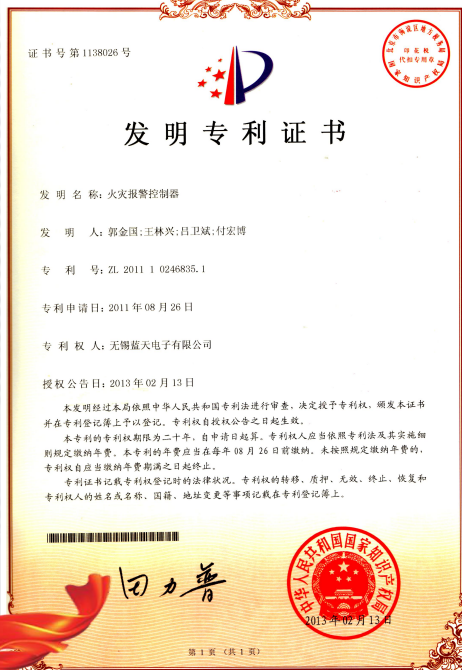 证书号第1138026号
印花税
代扣专用章
国家知识产权局
发明专利证书
发明名称：火灾报警控制器
发明人：郭金国;王林兴;吕卫斌;付宏博
专利号：ZL 2011 1 0246835.1
专利申请日：2011年08月26日
专利权人：无锡蓝天电子有限公司
授权公告日：2013年02月13日
本发明经过本局依照中华人民共和国专利法进行审查，决定授予专利权，颁发本证书
并在专利登记簿上予以登记。专利权自授权公告之日起生效。
本专利的专利权期限为二十年，自申请日起算。专利权人应当依照专利法及其实施细
则规定缴纳年费。本专利的年费应当在每年08月26日前缴纳。未按照规定缴纳年费的，
专利权自应当缴纳年费期满之日起终止。
专利证书记载专利权登记时的法律状况。专利权的转移、质押、无效、终止、恢复和
专利权人的姓名或名称、国籍、地址变更等事项记载在专利登记簿上。
田力普
中华人民共和国国家知识产权局
2013年02月13日
第1页（共1页）